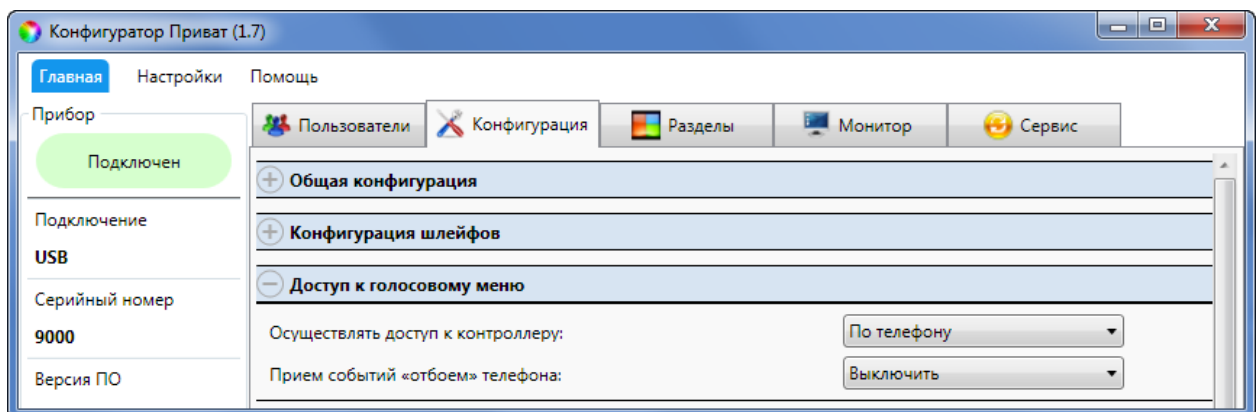 Конфигуратор Приват (1.7)
Главная Настройки Помощь
Прибор
Подключен
Подключение
USB
Серийный номер
9000
Версия ПО
Пользователи Конфигурация Разделы Монитор Сервис
Общая конфигурация
Конфигурация шлейфов
Доступ к голосовому меню
Осуществлять доступ к контроллеру: По телефону
Прием событий «отбоем» телефона: Выключить